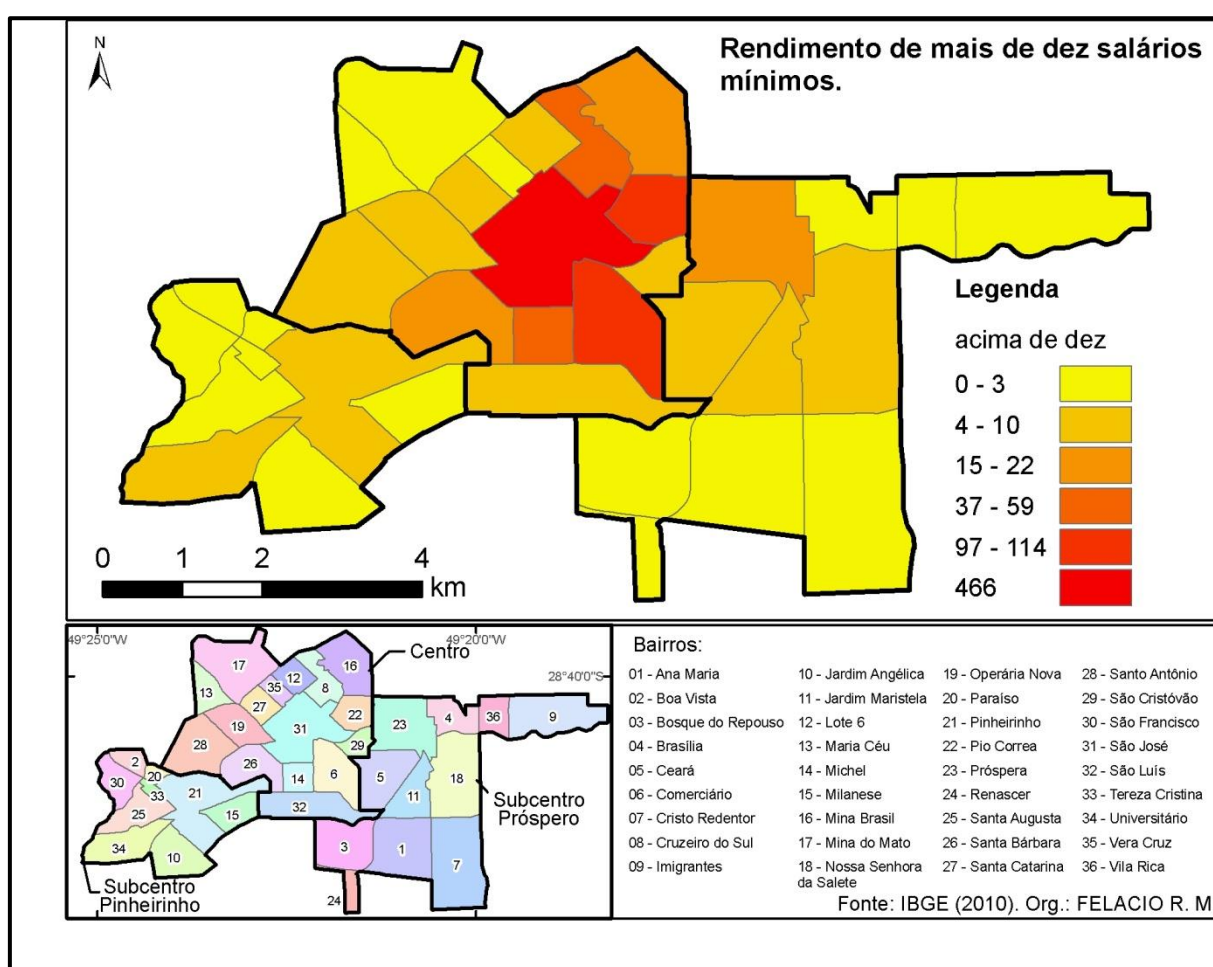 N
Rendimento de mais de dez salários
mínimos.
Legenda
acima de dez
0 - 3
4 - 10
15 - 22
37 - 59
97 - 114
466
0 1 2 4
km
49°25'0"W
49°20'0"W
28°40'0"S
Centro
Subcentro
Próspero
Subcentro
Pinheirinho
17
12
16
35
8
13
27
22
19
31
28
29
26
14
6
23
4
36
9
5
11
18
2
30
20
33
21
25
15
34
10
32
3
1
7
24
Bairros:
01 - Ana Maria
02 - Boa Vista
03 - Bosque do Repouso
04 - Brasília
05 - Ceará
06 - Comerciário
07 - Cristo Redentor
08 - Cruzeiro do Sul
09 - Imigrantes
10 - Jardim Angélica
11 - Jardim Maristela
12 - Lote 6
13 - Maria Céu
14 - Michel
15 - Milanese
16 - Mina Brasil
17 - Mina do Mato
18 - Nossa Senhora
da Salete
19 - Operária Nova
20 - Paraíso
21 - Pinheirinho
22 - Pio Correa
23 - Próspera
24 - Renascer
25 - Santa Augusta
26 - Santa Bárbara
27 - Santa Catarina
28 - Santo Antônio
29 - São Cristóvão
30 - São Francisco
31 - São José
32 - São Luís
33 - Tereza Cristina
34 - Universitário
35 - Vera Cruz
36 - Vila Rica
Fonte: IBGE (2010). Org.: FELACIO R. M